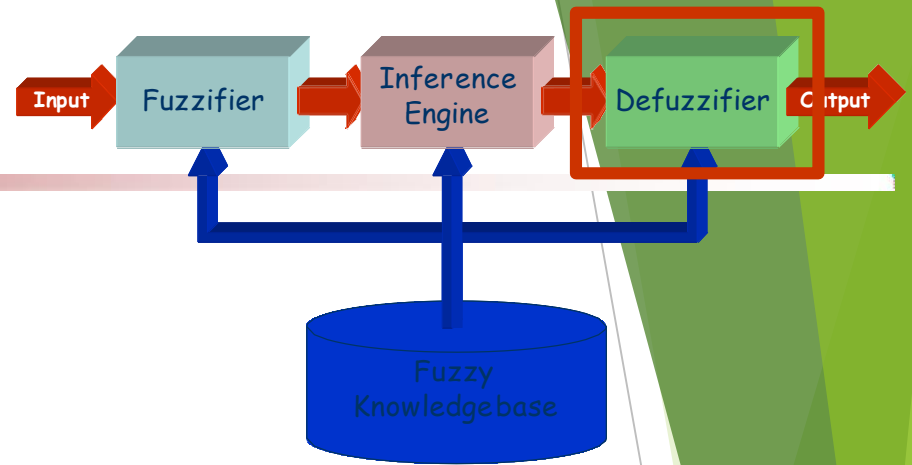 Input
Fuzzifier
Inference
Engine
Defuzzifier
Output
Fuzzy
Knowledgebase